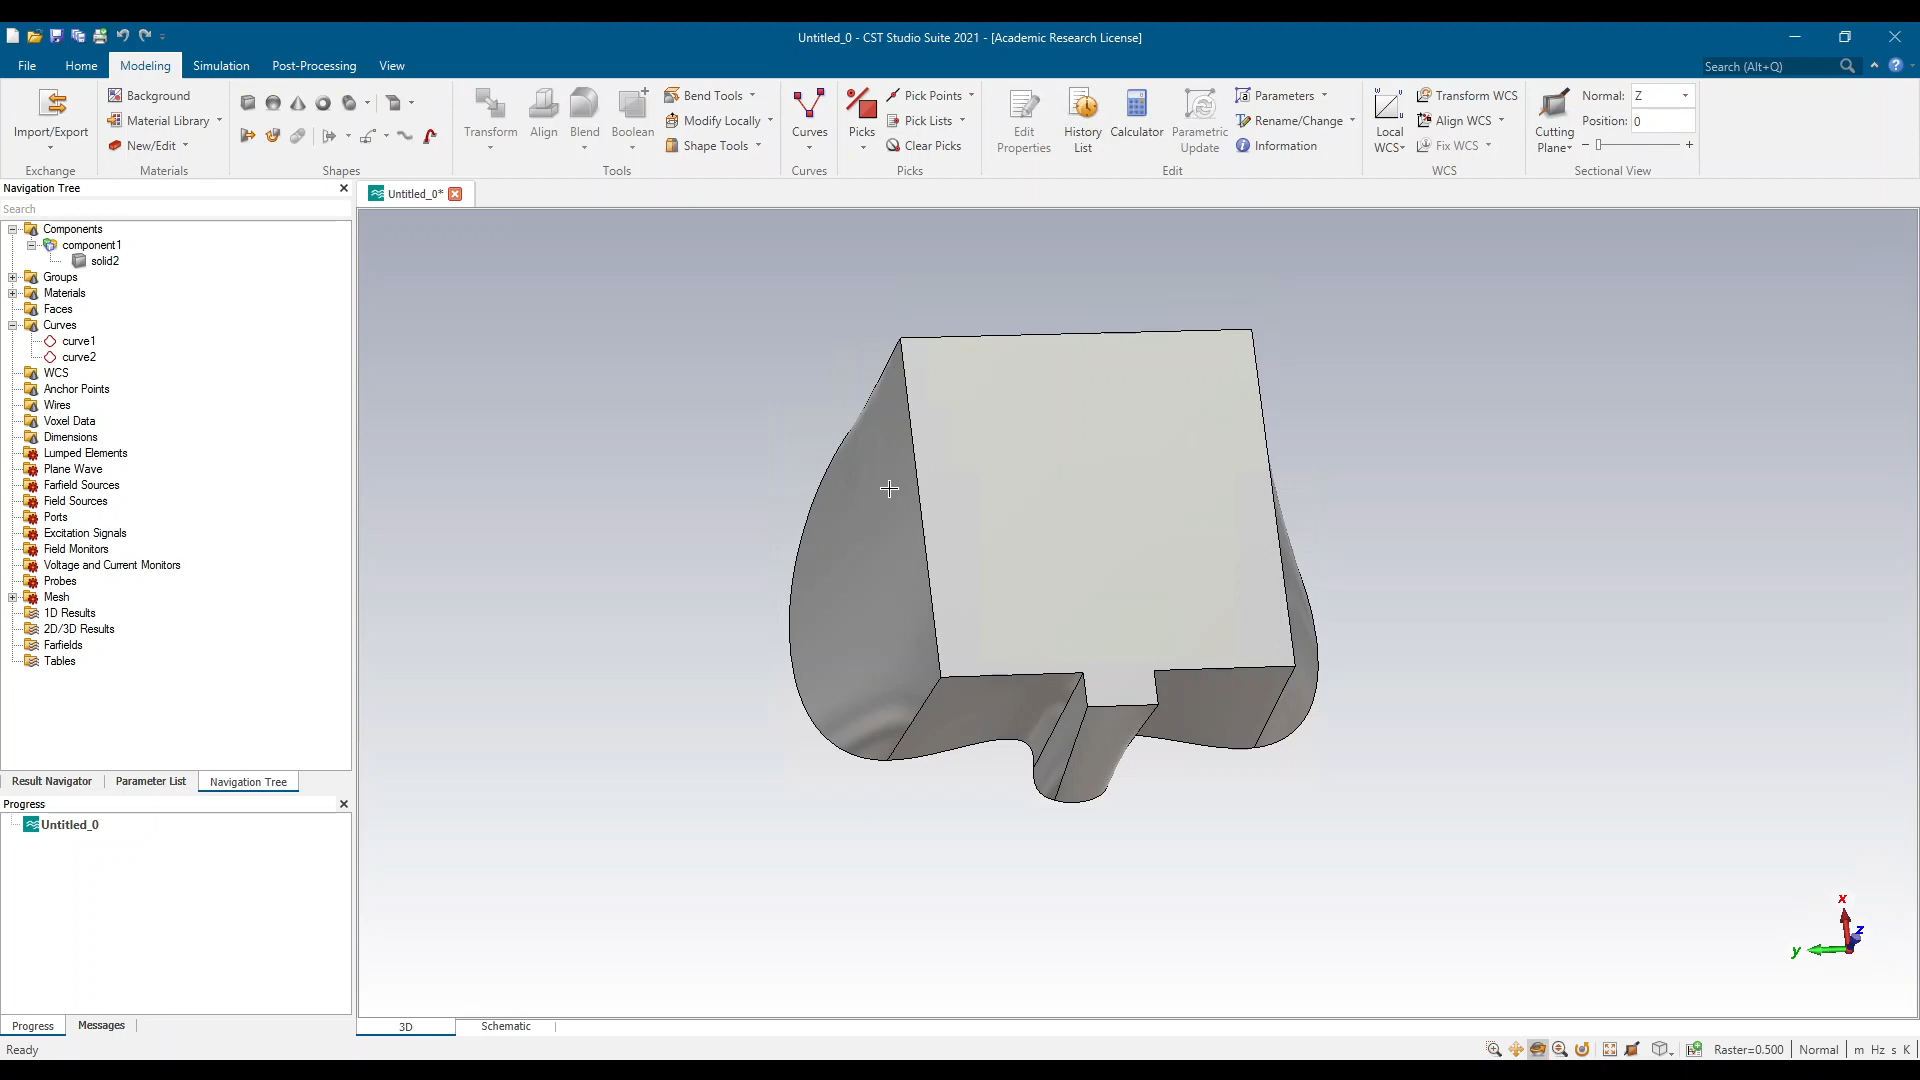 Untitled_0 - CST Studio Suite 2021 - [Academic Research License]
File Home Modeling Simulation Post-Processing View
Search (Alt+Q)
Import/Export
Exchange
Background
Material Library
New/Edit
Materials
Shapes
Transform
Align
Blend
Boolean
Bend Tools
Modify Locally
Shape Tools
Tools
Curves
Curves
Picks
Pick Points
Pick Lists
Clear Picks
Picks
Edit
Properties
History
List
Calculator
Parametric
Update
Parameters
Rename/Change
Information
Edit
Local
WCS
Transform WCS
Align WCS
Fix WCS
WCS
Cutting
Plane
Normal: Z
Position: 0
Sectional View
Navigation Tree
Untitled_0*
Search
Components
component1
solid2
Groups
Materials
Faces
Curves
curve1
curve2
WCS
Anchor Points
Wires
Voxel Data
Dimensions
Lumped Elements
Plane Wave
Farfield Sources
Field Sources
Ports
Excitation Signals
Field Monitors
Voltage and Current Monitors
Probes
Mesh
1D Results
2D/3D Results
Farfields
Tables
Result Navigator Parameter List Navigation Tree
Progress
Untitled_0
x
z
y
Progress Messages
3D Schematic
Ready
Raster=0.500 Normal m Hz s K